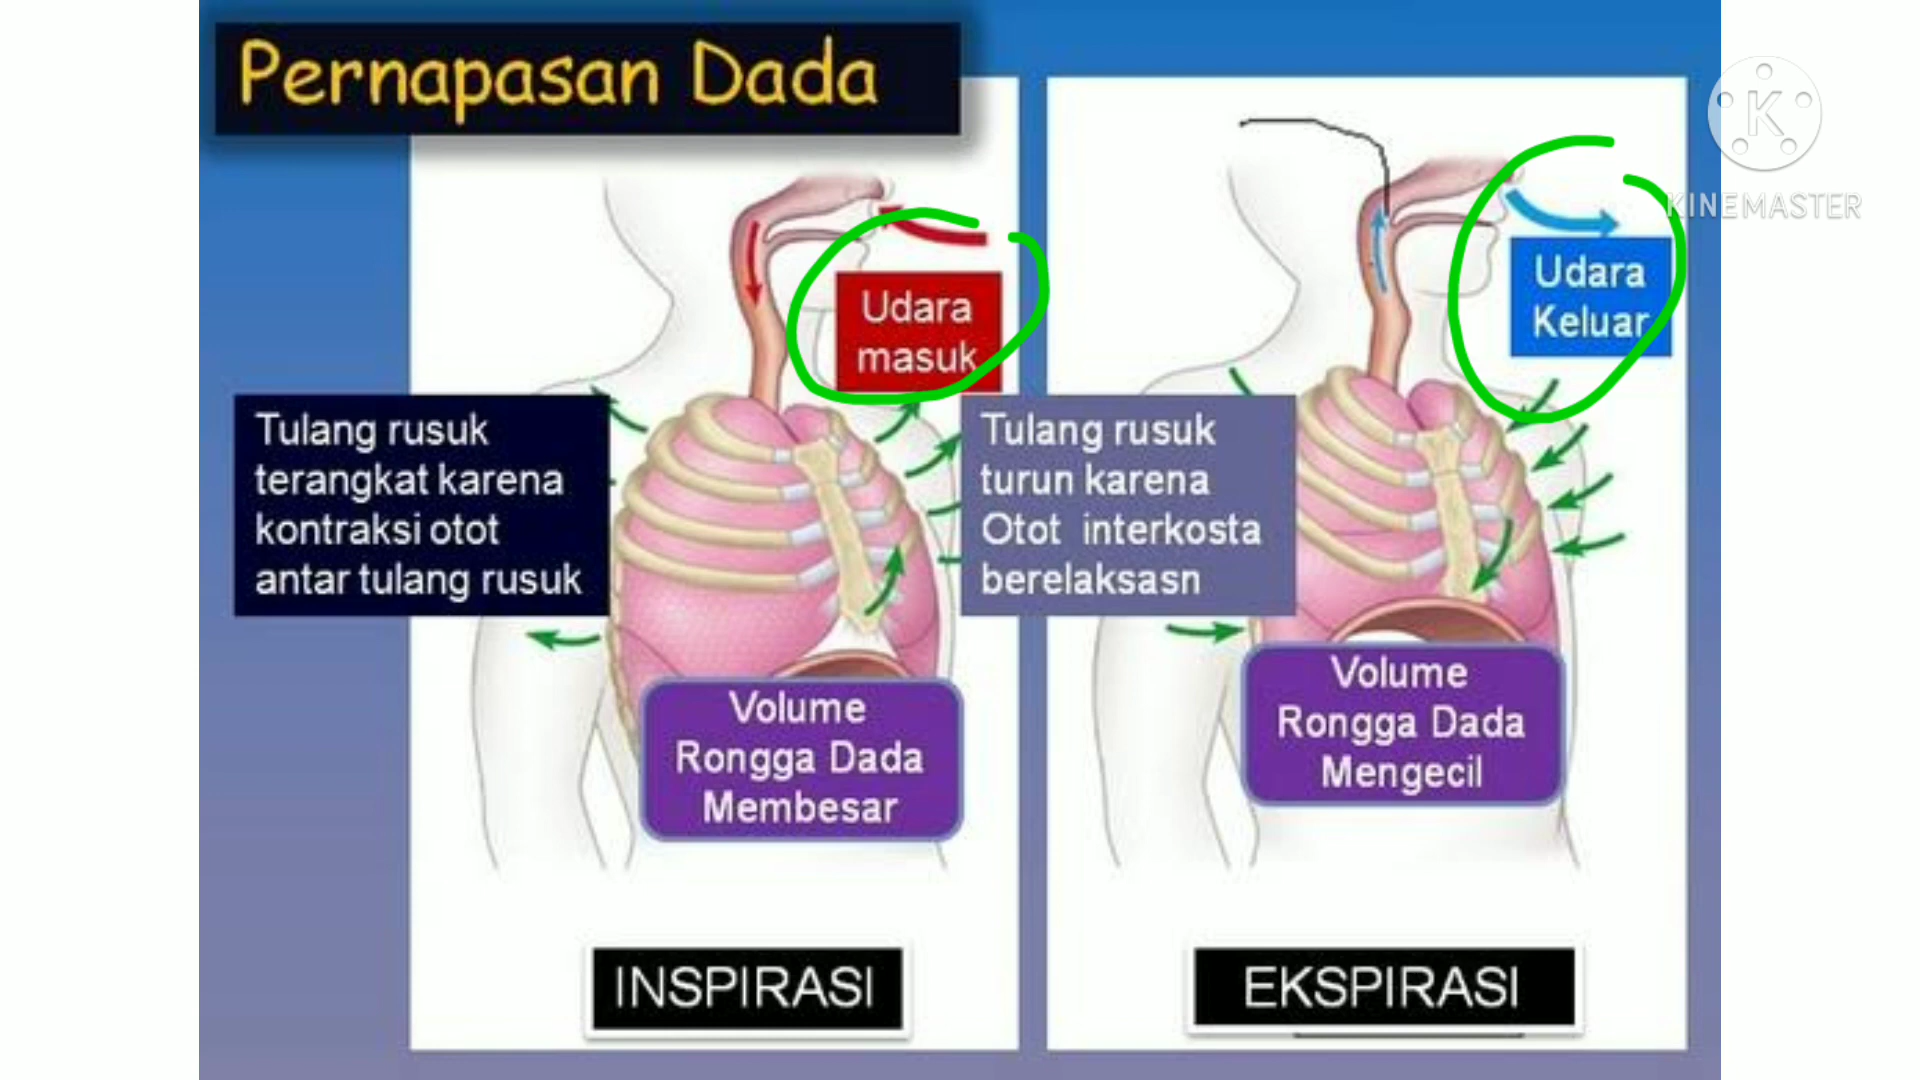 Pernapasan Dada
Udara
masuk
Tulang rusuk
terangkat karena
kontraksi otot
antar tulang rusuk
Volume
Rongga Dada
Membesar
INSPIRASI
Udara
Keluar
Tulang rusuk
turun karena
Otot interkosta
berelaksasn
Volume
Rongga Dada
Mengecil
EKSPIRASI
K
KINEMASTER